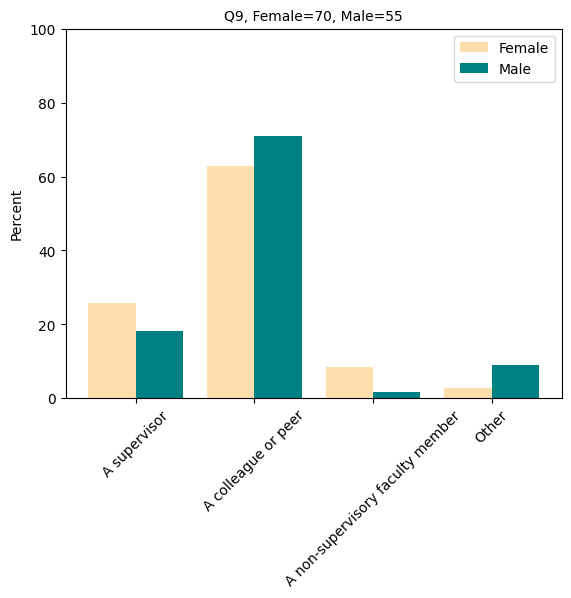 Q9, Female=70, Male=55
100
80
60
40
20
0
Percent
Female
Male
A supervisor
A colleague or peer
A non-supervisory faculty member
Other